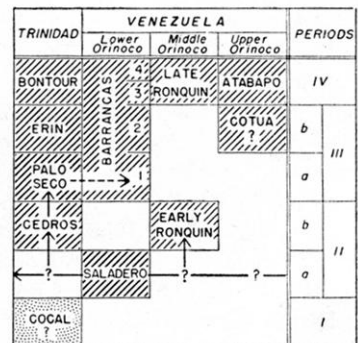 TRINIDAD
VENEZUELA
Lower Orinoco
Middle Orinoco
Upper Orinoco
PERIODS
BONTOUR
BARRANCAS
4
3
LATE RONQUIN
ATABAPO
IV
ERIN
2
COTUA ?
b
III
PALO SECO
1
a
CEDROS
EARLY RONQUIN
b
II
?
SALADERO
?
?
a
COCAL ?
I